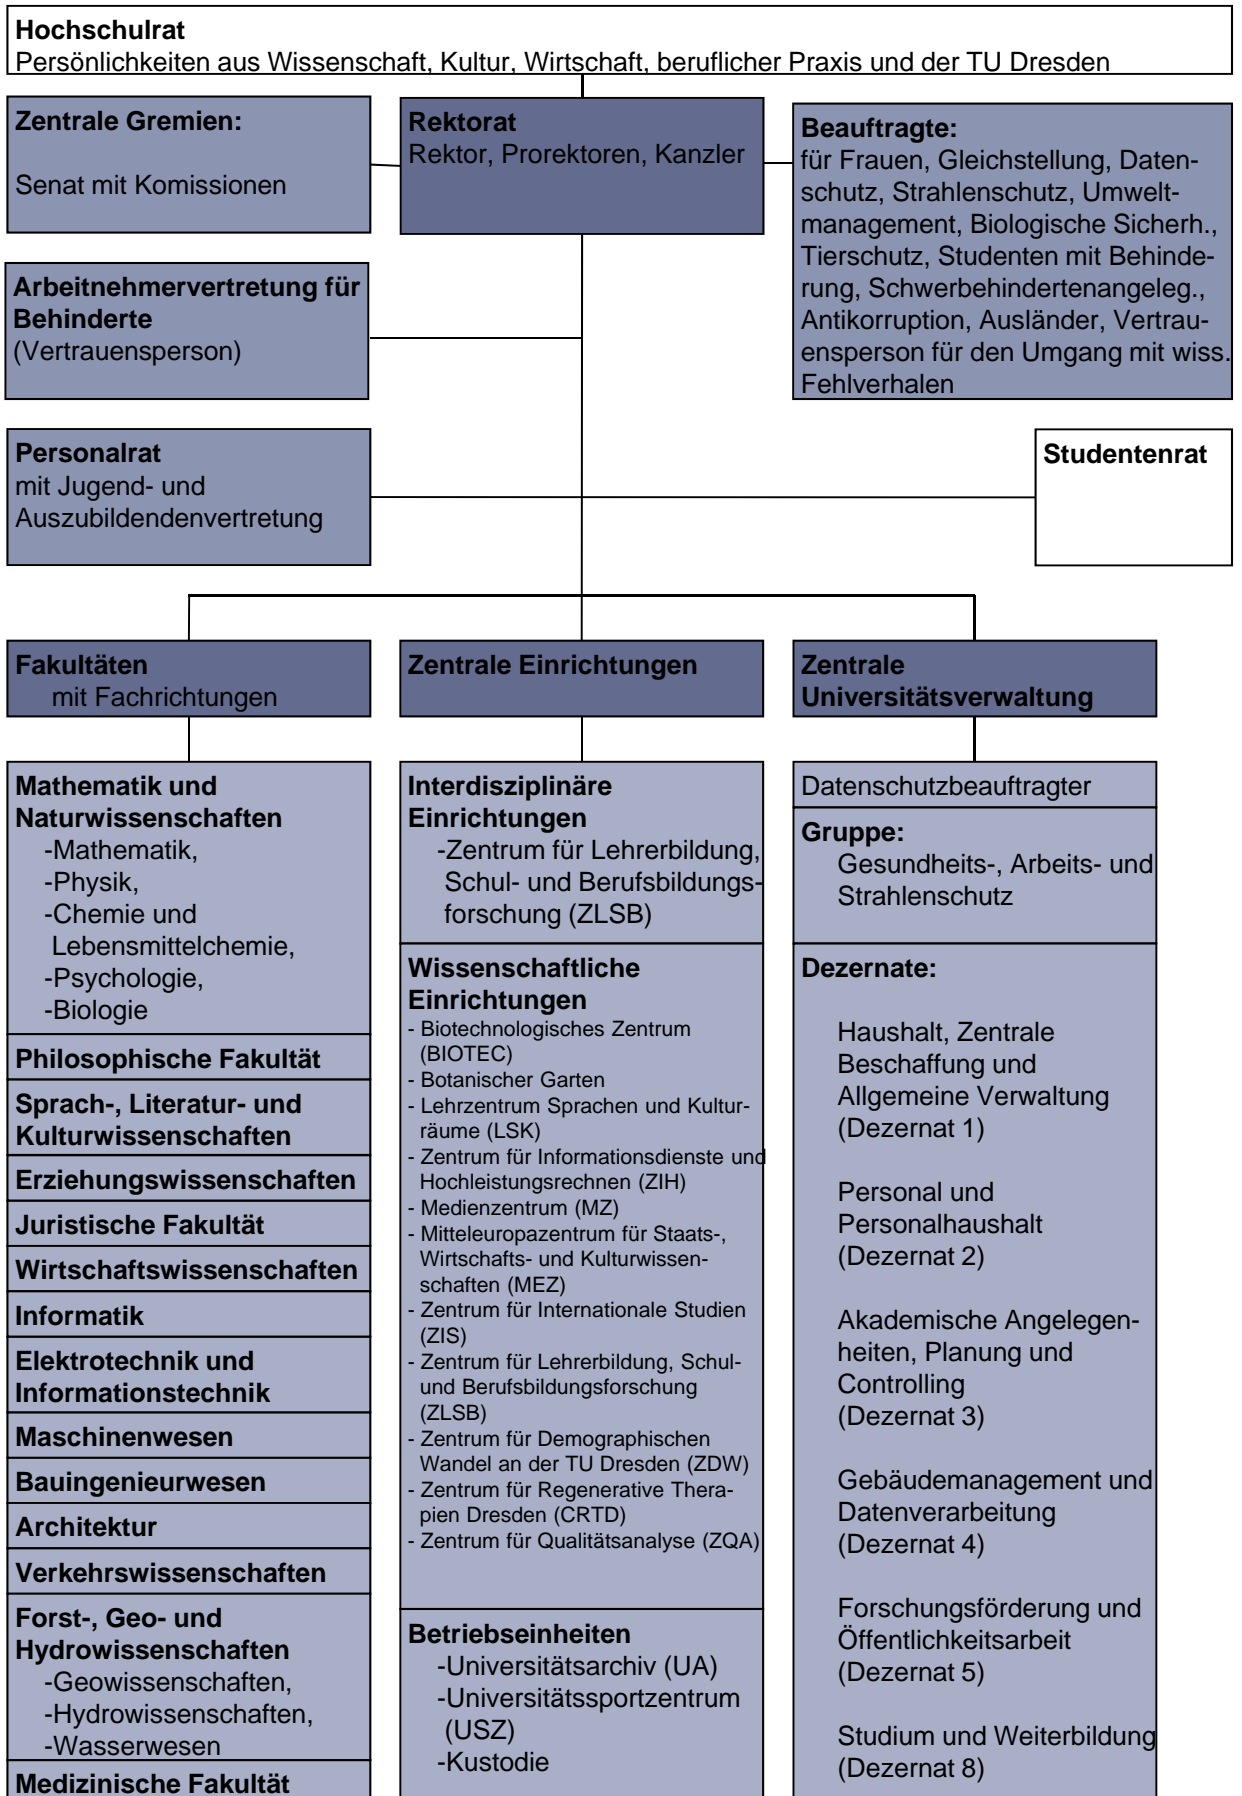 Hochschulrat
Persönlichkeiten aus Wissenschaft, Kultur, Wirtschaft, beruflicher Praxis und der TU Dresden
Zentrale Gremien:
Senat mit Komissionen
Rektorat
Rektor, Prorektoren, Kanzler
Beauftragte:
für Frauen, Gleichstellung, Daten-
schutz, Strahlenschutz, Umwelt-
management, Biologische Sicherh.,
Tierschutz, Studenten mit Behinde-
rung, Schwerbehindertenangeleg.,
Antikorruption, Ausländer, Vertrau-
ensperson für den Umgang mit wiss.
Fehlverhalen
Arbeitnehmervertretung für
Behinderte
(Vertrauensperson)
Personalrat
mit Jugend- und
Auszubildendenvertretung
Studentenrat
Fakultäten
mit Fachrichtungen
Zentrale Einrichtungen
Zentrale
Universitätsverwaltung
Mathematik und
Naturwissenschaften
-Mathematik,
-Physik,
-Chemie und
Lebensmittelchemie,
-Psychologie,
-Biologie
Philosophische Fakultät
Sprach-, Literatur- und
Kulturwissenschaften
Erziehungswissenschaften
Juristische Fakultät
Wirtschaftswissenschaften
Informatik
Elektrotechnik und
Informationstechnik
Maschinenwesen
Bauingenieurwesen
Architektur
Verkehrswissenschaften
Forst-, Geo- und
Hydrowissenschaften
-Geowissenschaften,
-Hydrowissenschaften,
-Wasserwesen
Medizinische Fakultät
Interdisziplinäre
Einrichtungen
-Zentrum für Lehrerbildung,
Schul- und Berufsbildungs-
forschung (ZLSB)
Wissenschaftliche
Einrichtungen
- Biotechnologisches Zentrum
(BIOTEC)
- Botanischer Garten
- Lehrzentrum Sprachen und Kultur-
räume (LSK)
- Zentrum für Informationsdienste und
Hochleistungsrechnen (ZIH)
- Medienzentrum (MZ)
- Mitteleuropazentrum für Staats-,
Wirtschafts- und Kulturwissen-
schaften (MEZ)
- Zentrum für Internationale Studien
(ZIS)
- Zentrum für Lehrerbildung, Schul-
und Berufsbildungsforschung
(ZLSB)
- Zentrum für Demographischen
Wandel an der TU Dresden (ZDW)
- Zentrum für Regenerative Thera-
pien Dresden (CRTD)
- Zentrum für Qualitätsanalyse (ZQA)
Betriebseinheiten
-Universitätsarchiv (UA)
-Universitätssportzentrum
(USZ)
-Kustodie
Datenschutzbeauftragter
Gruppe:
Gesundheits-, Arbeits- und
Strahlenschutz
Dezernate:
Haushalt, Zentrale
Beschaffung und
Allgemeine Verwaltung
(Dezernat 1)
Personal und
Personalhaushalt
(Dezernat 2)
Akademische Angelegen-
heiten, Planung und
Controlling
(Dezernat 3)
Gebäudemanagement und
Datenverarbeitung
(Dezernat 4)
Forschungsförderung und
Öffentlichkeitsarbeit
(Dezernat 5)
Studium und Weiterbildung
(Dezernat 8)